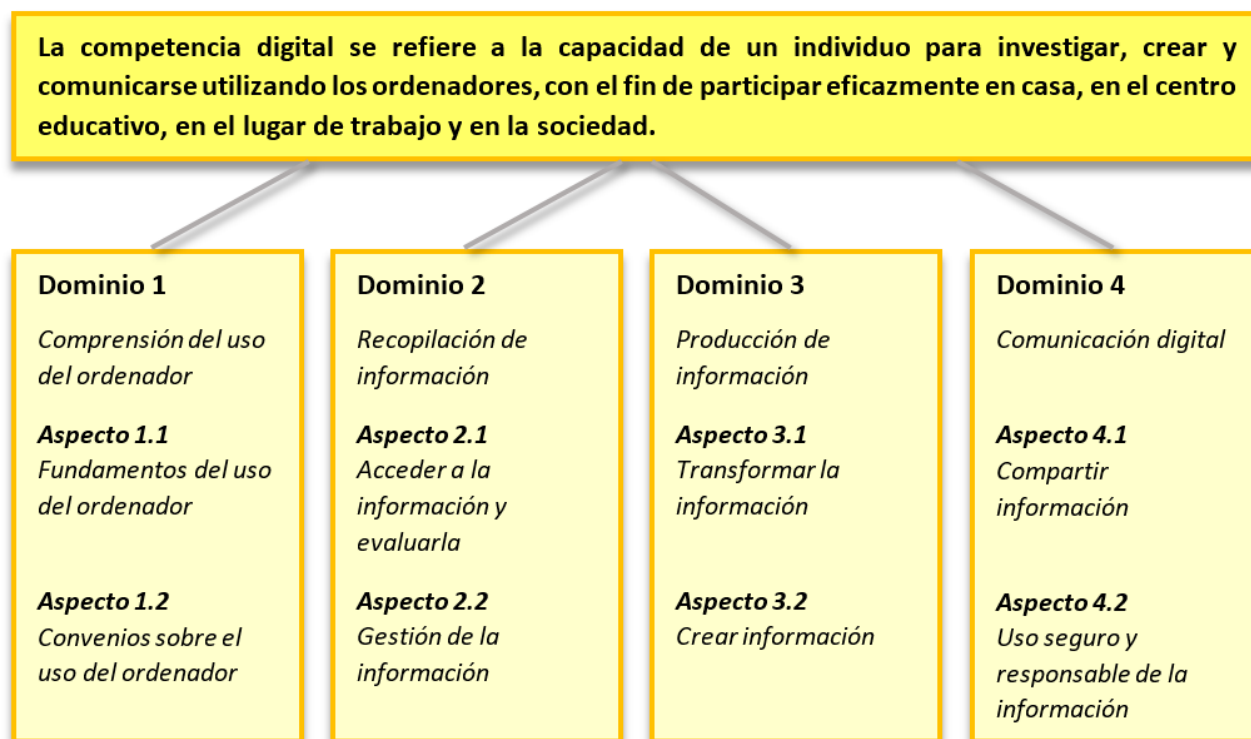 La competencia digital se refiere a la capacidad de un individuo para investigar, crear y
comunicarse utilizando los ordenadores, con el fin de participar eficazmente en casa, en el centro
educativo, en el lugar de trabajo y en la sociedad.
Dominio 1
Comprensión del uso
del ordenador
Aspecto 1.1
Fundamentos del uso
del ordenador
Aspecto 1.2
Convenios sobre el
uso del ordenador
Dominio 2
Recopilación de
información
Aspecto 2.1
Acceder a la
información y
evaluarla
Aspecto 2.2
Gestión de la
información
Dominio 3
Producción de
información
Aspecto 3.1
Transformar la
información
Aspecto 3.2
Crear información
Dominio 4
Comunicación digital
Aspecto 4.1
Compartir
información
Aspecto 4.2
Uso seguro y
responsable de la
información